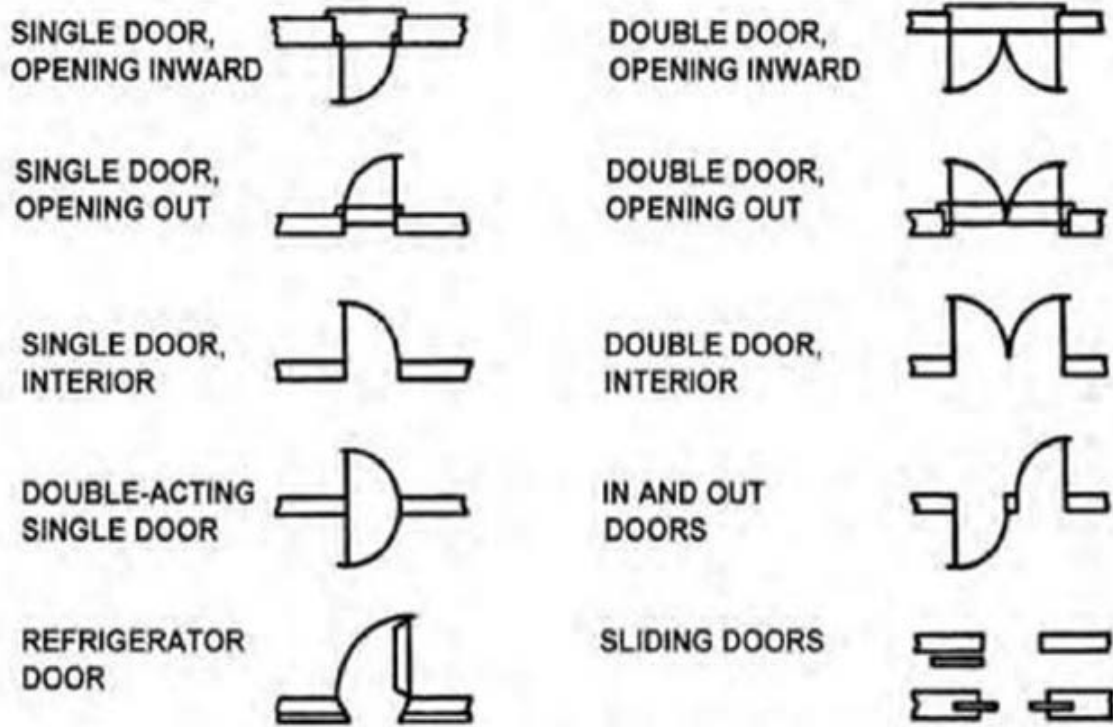 SINGLE DOOR,
OPENING INWARD
DOUBLE DOOR,
OPENING INWARD
SINGLE DOOR,
OPENING OUT
DOUBLE DOOR,
OPENING OUT
SINGLE DOOR,
INTERIOR
DOUBLE DOOR,
INTERIOR
DOUBLE-ACTING
SINGLE DOOR
IN AND OUT
DOORS
REFRIGERATOR
DOOR
SLIDING DOORS